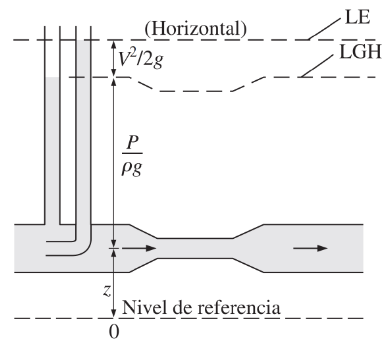 LE
(Horizontal)
LGH
V²/2g
P
ρg
z
Nivel de referencia
0